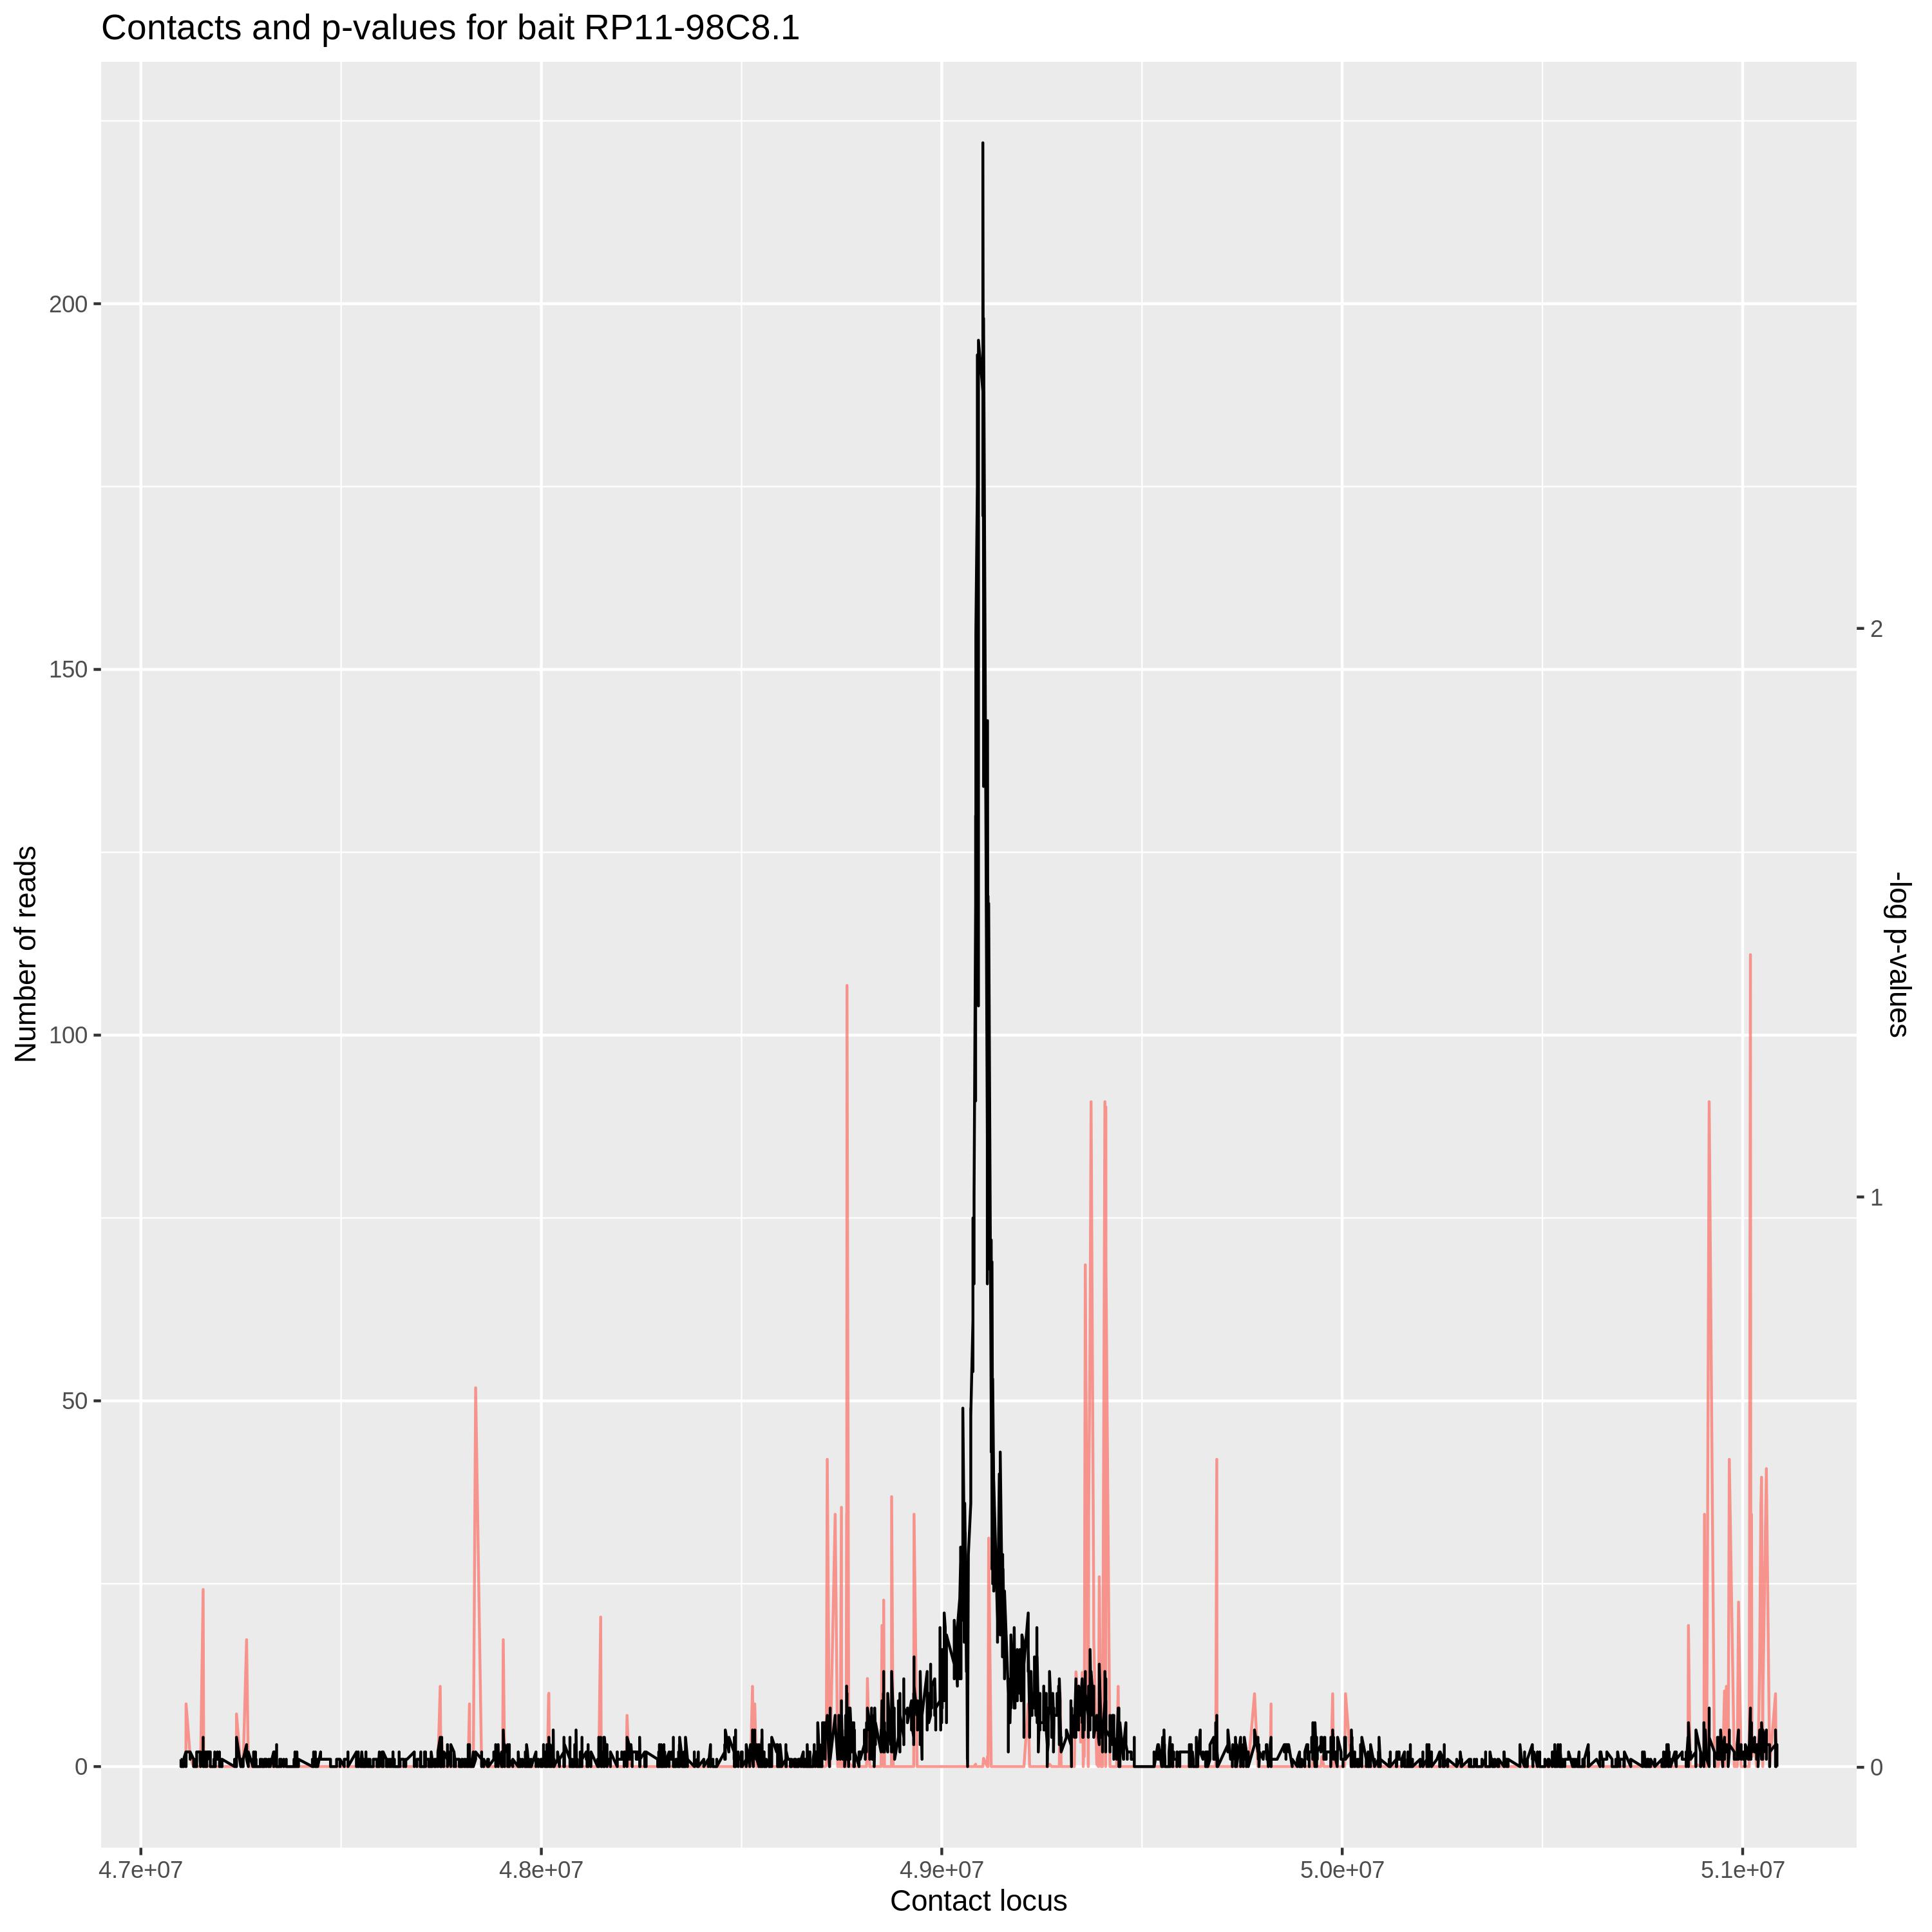 Contacts and p-values for bait RP11-98C8.1
200
150
100
50
0
Number of reads
2
1
0
-log p-values
4.7e+07 4.8e+07 4.9e+07 5.0e+07 5.1e+07
Contact locus